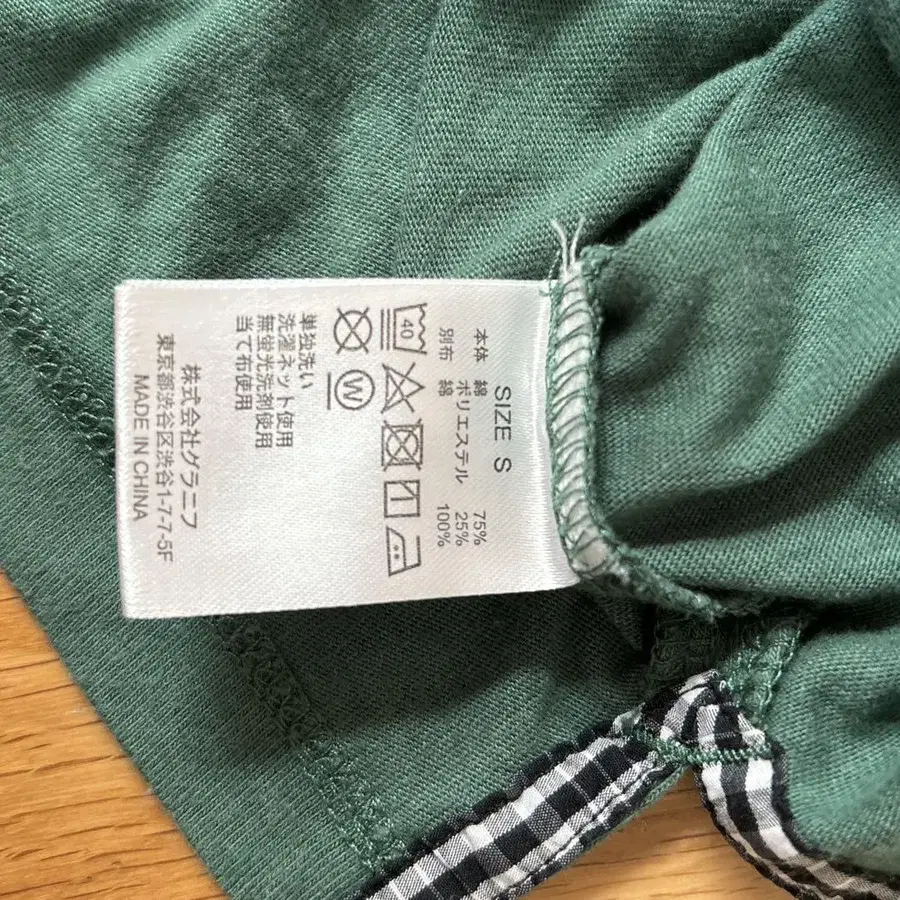 SIZE S
本体 綿 75%
ポリエステル 25%
別布 綿 100%
40
W
単独洗い
洗濯ネット使用
無蛍光洗剤使用
当て布使用
株式会社グラニフ
東京都渋谷区渋谷1-7-7-5F
MADE IN CHINA